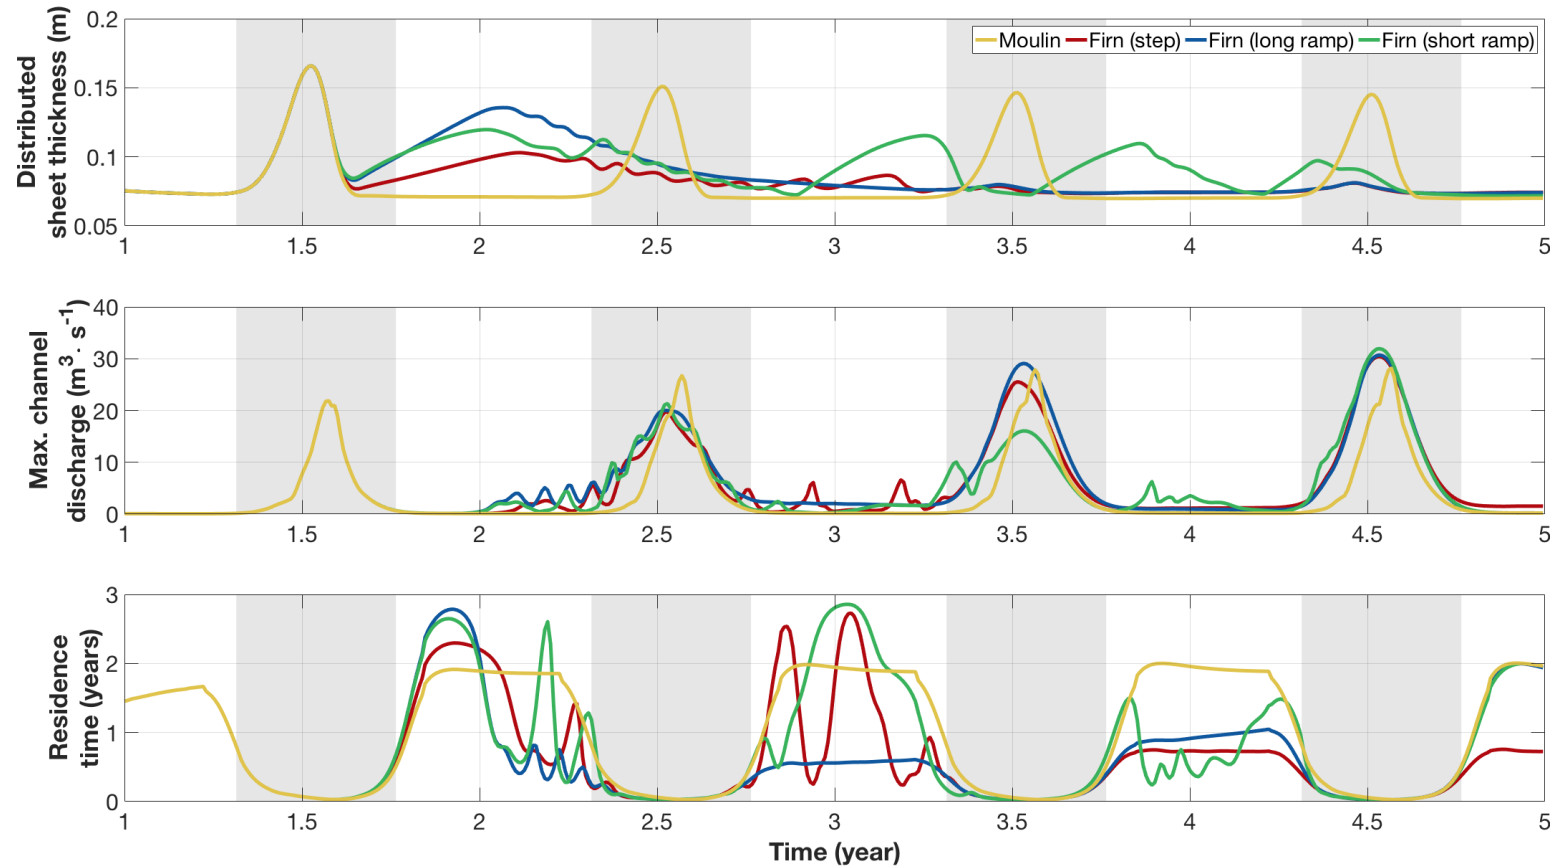 Moulin Firn (step) Firn (long ramp) Firn (short ramp)
Distributed
sheet thickness (m)
0.2
0.15
0.1
0.05
1 1.5 2 2.5 3 3.5 4 4.5 5
Max. channel
discharge (m³ · s⁻¹)
40
30
20
10
0
1 1.5 2 2.5 3 3.5 4 4.5 5
Residence
time (years)
3
2
1
0
1 1.5 2 2.5 3 3.5 4 4.5 5
Time (year)